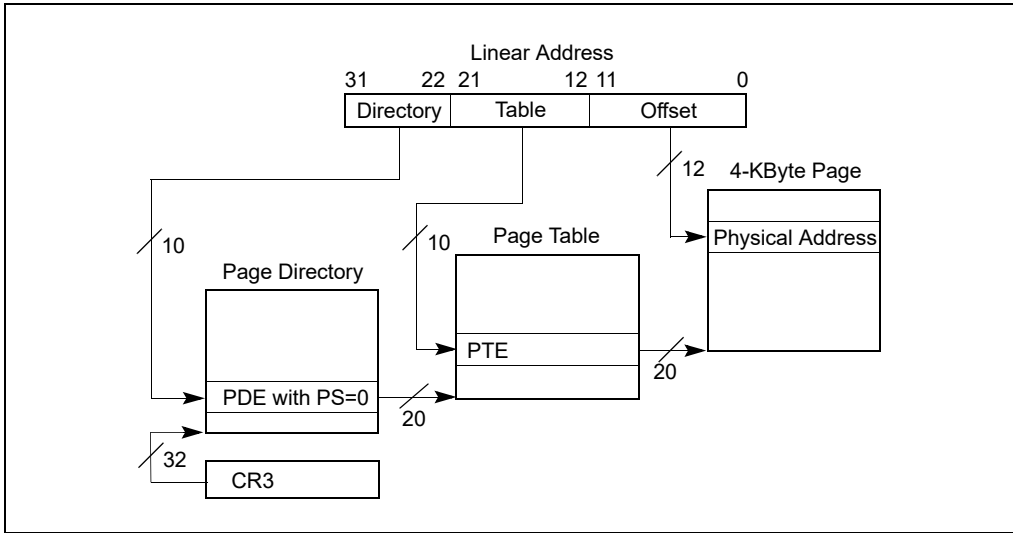 Linear Address
31 22 21 12 11 0
Directory Table Offset
12 4-KByte Page
Physical Address
10 10 Page Table
Page Directory
PTE
20
PDE with PS=0
20
32
CR3